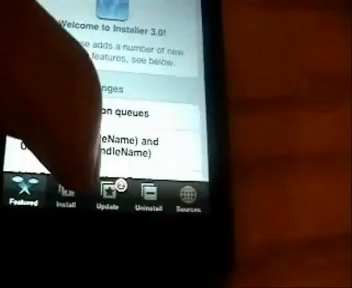 Welcome to Installer 3.0!
adds a number of new
features, see below.
nges
on queues
eName) and
ndleName)
Featured
Install
Update
Uninstall
Sources